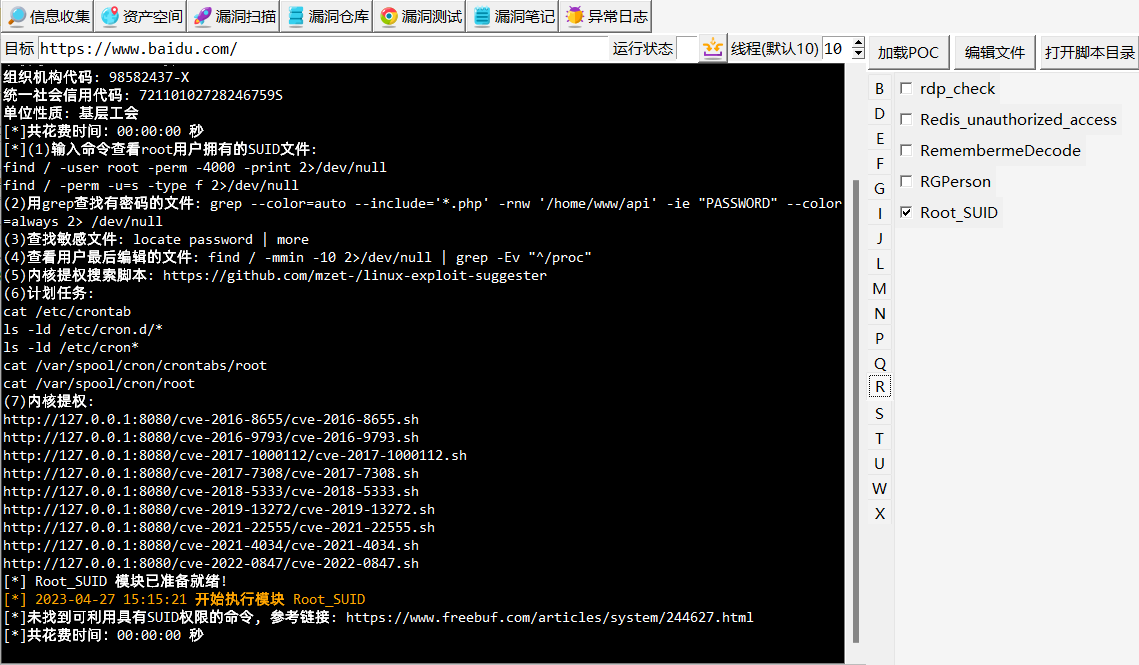 信息收集 资产空间 漏洞扫描 漏洞仓库 漏洞测试 漏洞笔记 异常日志
目标 https://www.baidu.com/ 运行状态 线程(默认10) 10 加载POC 编辑文件 打开脚本目录
组织机构代码: 98582437-X
统一社会信用代码: 72110102728246759S
单位性质: 基层工会
[*]共花费时间: 00:00:00 秒
[*](1)输入命令查看root用户拥有的SUID文件:
find / -user root -perm -4000 -print 2>/dev/null
find / -perm -u=s -type f 2>/dev/null
(2)用grep查找有密码的文件: grep --color=auto --include='*.php' -rnw '/home/www/api' -ie "PASSWORD" --color
=always 2> /dev/null
(3)查找敏感文件: locate password | more
(4)查看用户最后编辑的文件: find / -mmin -10 2>/dev/null | grep -Ev "^/proc"
(5)内核提权搜索脚本: https://github.com/mzet-/linux-exploit-suggester
(6)计划任务:
cat /etc/crontab
ls -ld /etc/cron.d/*
ls -ld /etc/cron*
cat /var/spool/cron/crontabs/root
cat /var/spool/cron/root
(7)内核提权:
http://127.0.0.1:8080/cve-2016-8655/cve-2016-8655.sh
http://127.0.0.1:8080/cve-2016-9793/cve-2016-9793.sh
http://127.0.0.1:8080/cve-2017-1000112/cve-2017-1000112.sh
http://127.0.0.1:8080/cve-2017-7308/cve-2017-7308.sh
http://127.0.0.1:8080/cve-2018-5333/cve-2018-5333.sh
http://127.0.0.1:8080/cve-2019-13272/cve-2019-13272.sh
http://127.0.0.1:8080/cve-2021-22555/cve-2021-22555.sh
http://127.0.0.1:8080/cve-2021-4034/cve-2021-4034.sh
http://127.0.0.1:8080/cve-2022-0847/cve-2022-0847.sh
[*] Root_SUID 模块已准备就绪!
[*] 2023-04-27 15:15:21 开始执行模块 Root_SUID
[*]未找到可利用具有SUID权限的命令, 参考链接: https://www.freebuf.com/articles/system/244627.html
[*]共花费时间: 00:00:00 秒
B
D
E
F
G
I
J
L
M
N
P
Q
R
S
T
U
W
X
rdp_check
Redis_unauthorized_access
RemembermeDecode
RGPerson
Root_SUID